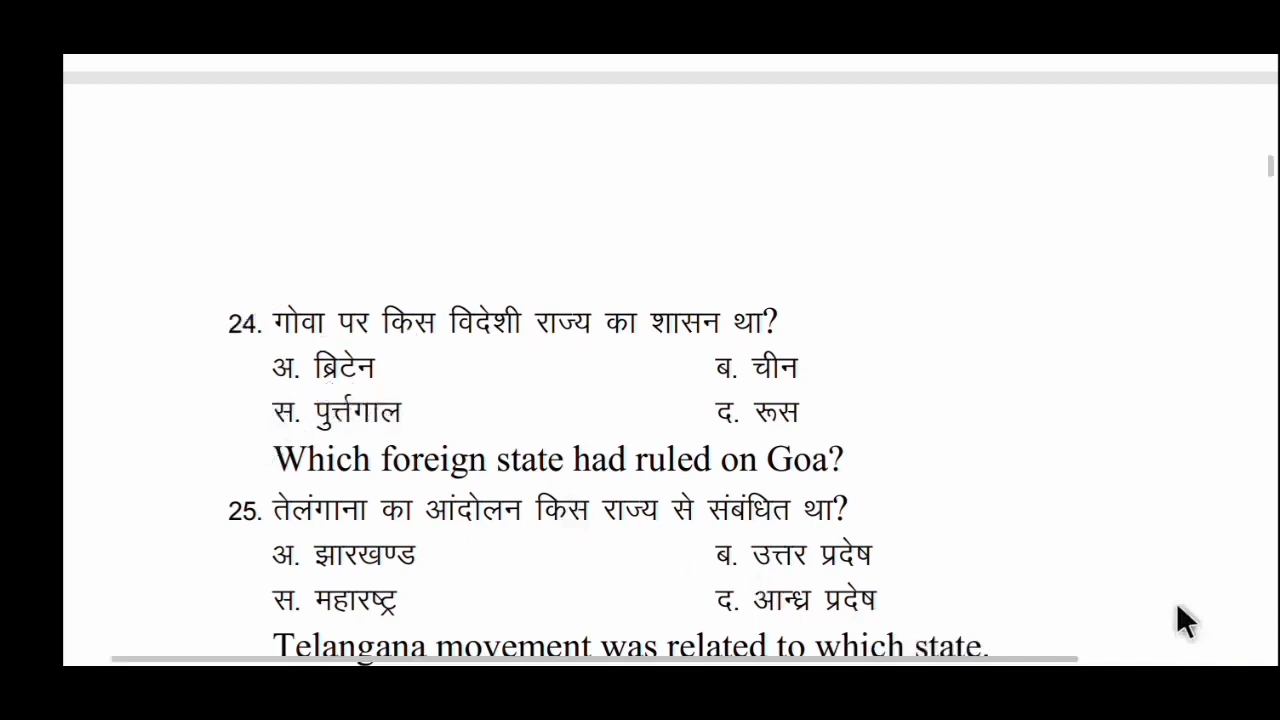 24. गोवा पर किस विदेशी राज्य का शासन था?
अ. ब्रिटेन ब. चीन
स. पुर्त्तगाल द. रूस
Which foreign state had ruled on Goa?
25. तेलंगाना का आंदोलन किस राज्य से संबंधित था?
अ. झारखण्ड ब. उत्तर प्रदेष
स. महारष्ट्र द. आन्ध्र प्रदेष
Telangana movement was related to which state.